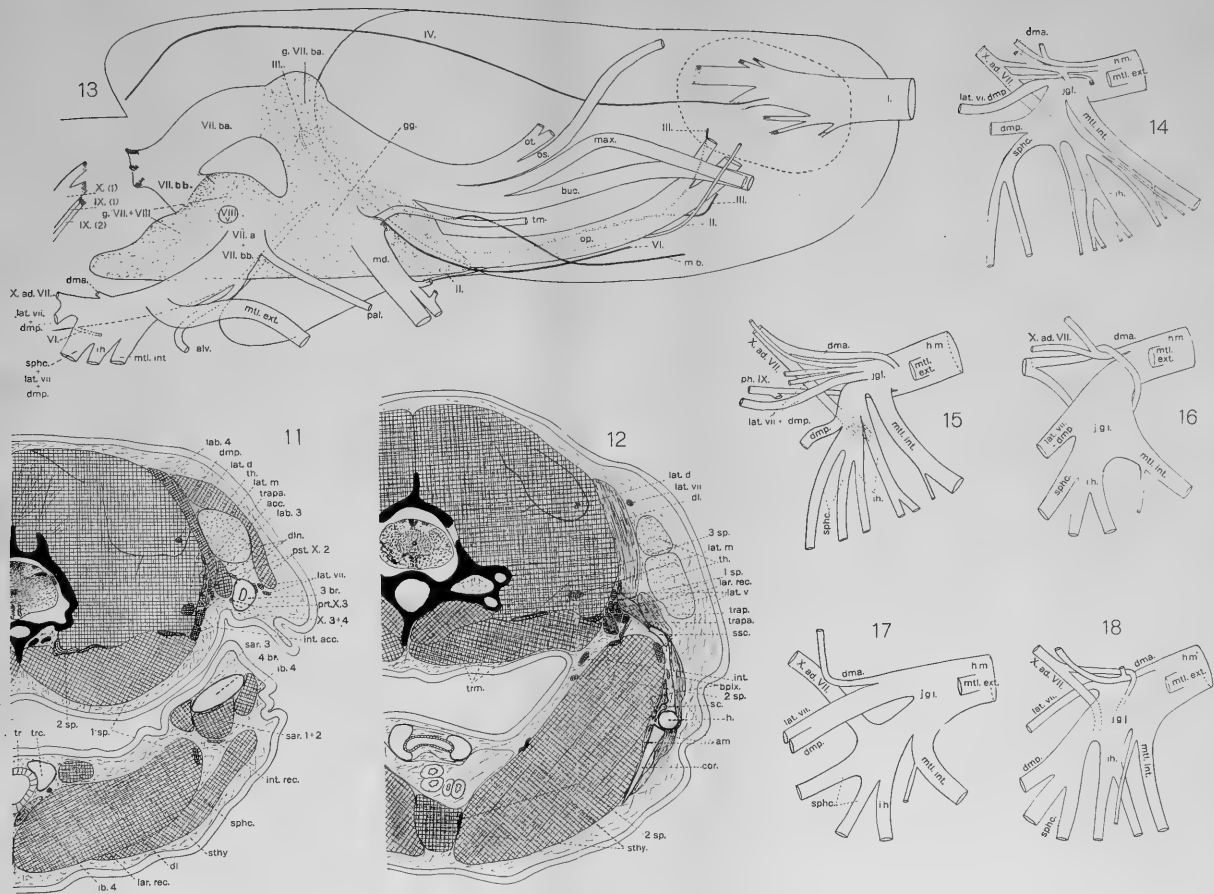 13
IV.
g. VII. ba.
III.
VII. ba.
gg.
ot.
os.
max.
III.
I.
buc.
VII. bb.
X. (1)
IX. (1)
g. VII. + VIII
IX. (2)
VIII
VII. a
+
VII. bb.
tm.
III.
II.
op.
VI.
m b.
md.
II.
dma.
X. ad. VII.
lat. vii.
+
dmp.
VI.
pal.
mtl. ext.
alv.
ih.
mtl. int
sphc.
+
lat. vii
+
dmp.
14
dma.
X. ad. VII.
hm.
mtl. ext.
jgl.
lat. vi. dmp.
dmp.
mtl. int.
sphc.
ih.
15
X. ad. VII.
dma.
hm
mtl. ext.
jgl.
ph. IX.
lat. vii + dmp.
dmp.
mtl. int.
ih.
sphc.
16
X. ad. VII.
dma.
hm
mtl. ext.
lat. vii
dmp.
jgl.
mtl. int.
sphc.
ih.
11
lab. 4
dmp.
lat. d
th.
lat. m
trapa.
acc.
lab. 3
dln.
pst. X. 2
lat. vii.
D
3 br.
prt. X. 3
X. 3+4
int. acc.
sar. 3
4 br.
ib. 4
2 sp.
1 sp.
tr
trc.
sar. 1+2
int. rec.
sphc.
sthy
dl
lar. rec.
ib. 4
12
lat. d
lat. vii
dl.
3 sp.
lat. m
th.
1 sp.
lar. rec.
lat. v
trap.
trapa.
ssc.
int.
bplx.
2 sp.
sc.
h.
am
cor.
trm.
2 sp.
sthy.
17
X. ad. VII.
dma.
hm
mtl. ext.
jgl.
lat. vii.
dmp.
mtl. int.
sphc.
ih
18
X. ad. VII.
dma.
hm
mtl. ext.
lat. vii.
jgl
dmp.
ih.
mtl. int.
sphc.